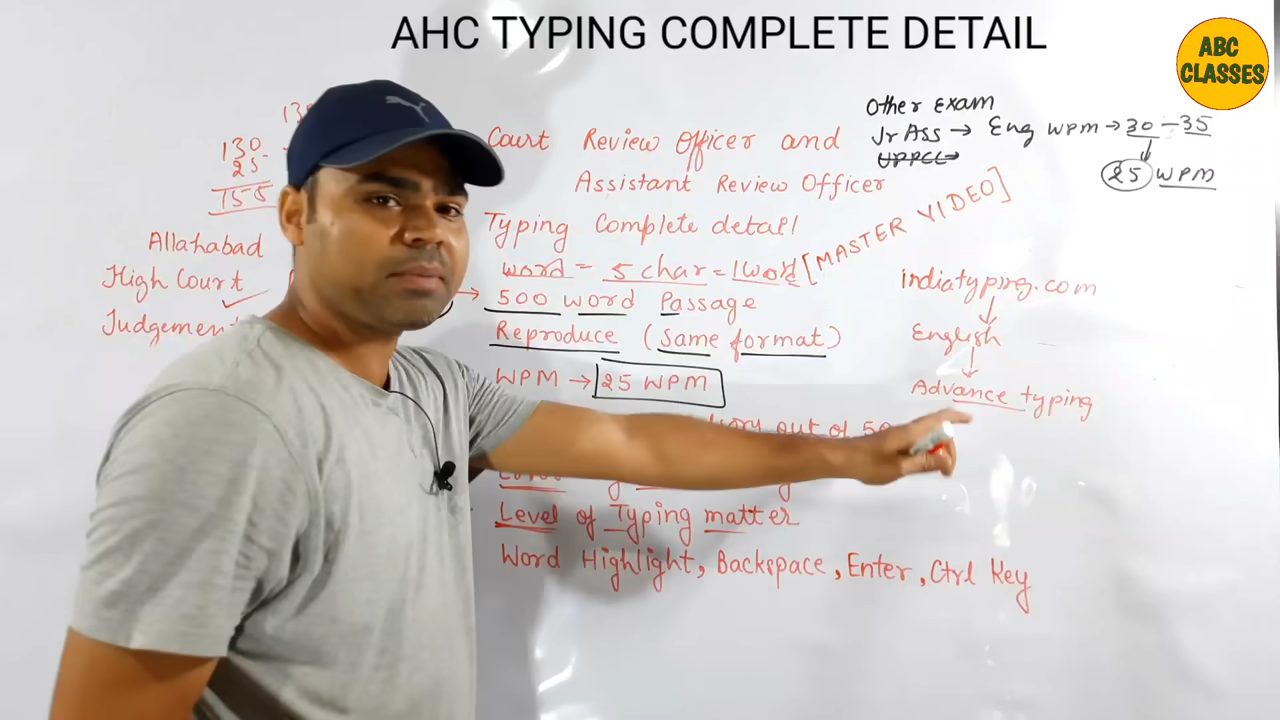 AHC TYPING COMPLETE DETAIL
ABC
CLASSES
130
25
155
Allahabad
High Court
Judgement
Court Review Officer and
Assistant Review Officer
Typing Complete detail
word = 5 char = 1 word [MASTER VIDEO]
→ 500 word Passage
Reproduce (Same format)
WPM → 25 WPM
out of 50
Level of Typing matter
Word Highlight, Backspace, Enter, Ctrl Key
Other Exam
Jr Ass → Eng WPM → 30 - 35
UPPCL →
25 WPM
indiatyping.com
English
Advance typing